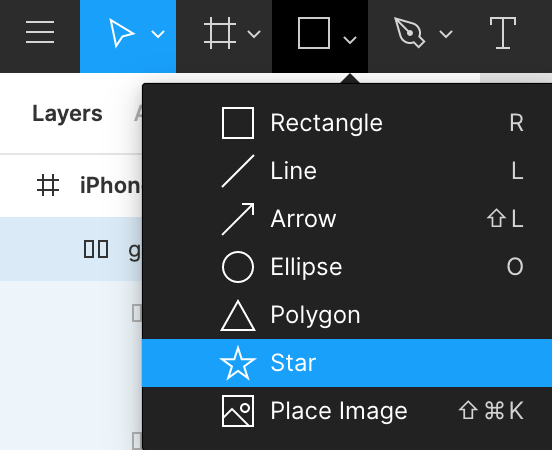 Layers
iPhon
g
Rectangle R
Line L
Arrow ⇧L
Ellipse O
Polygon
Star
Place Image ⇧⌘K